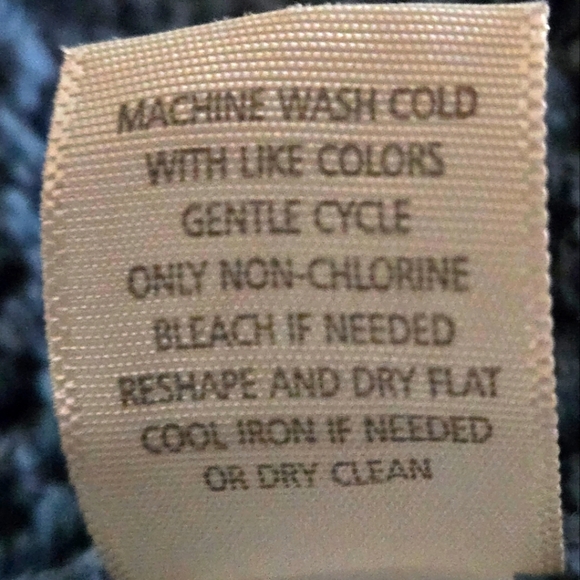 MACHINE WASH COLD
WITH LIKE COLORS
GENTLE CYCLE
ONLY NON-CHLORINE
BLEACH IF NEEDED
RESHAPE AND DRY FLAT
COOL IRON IF NEEDED
OR DRY CLEAN